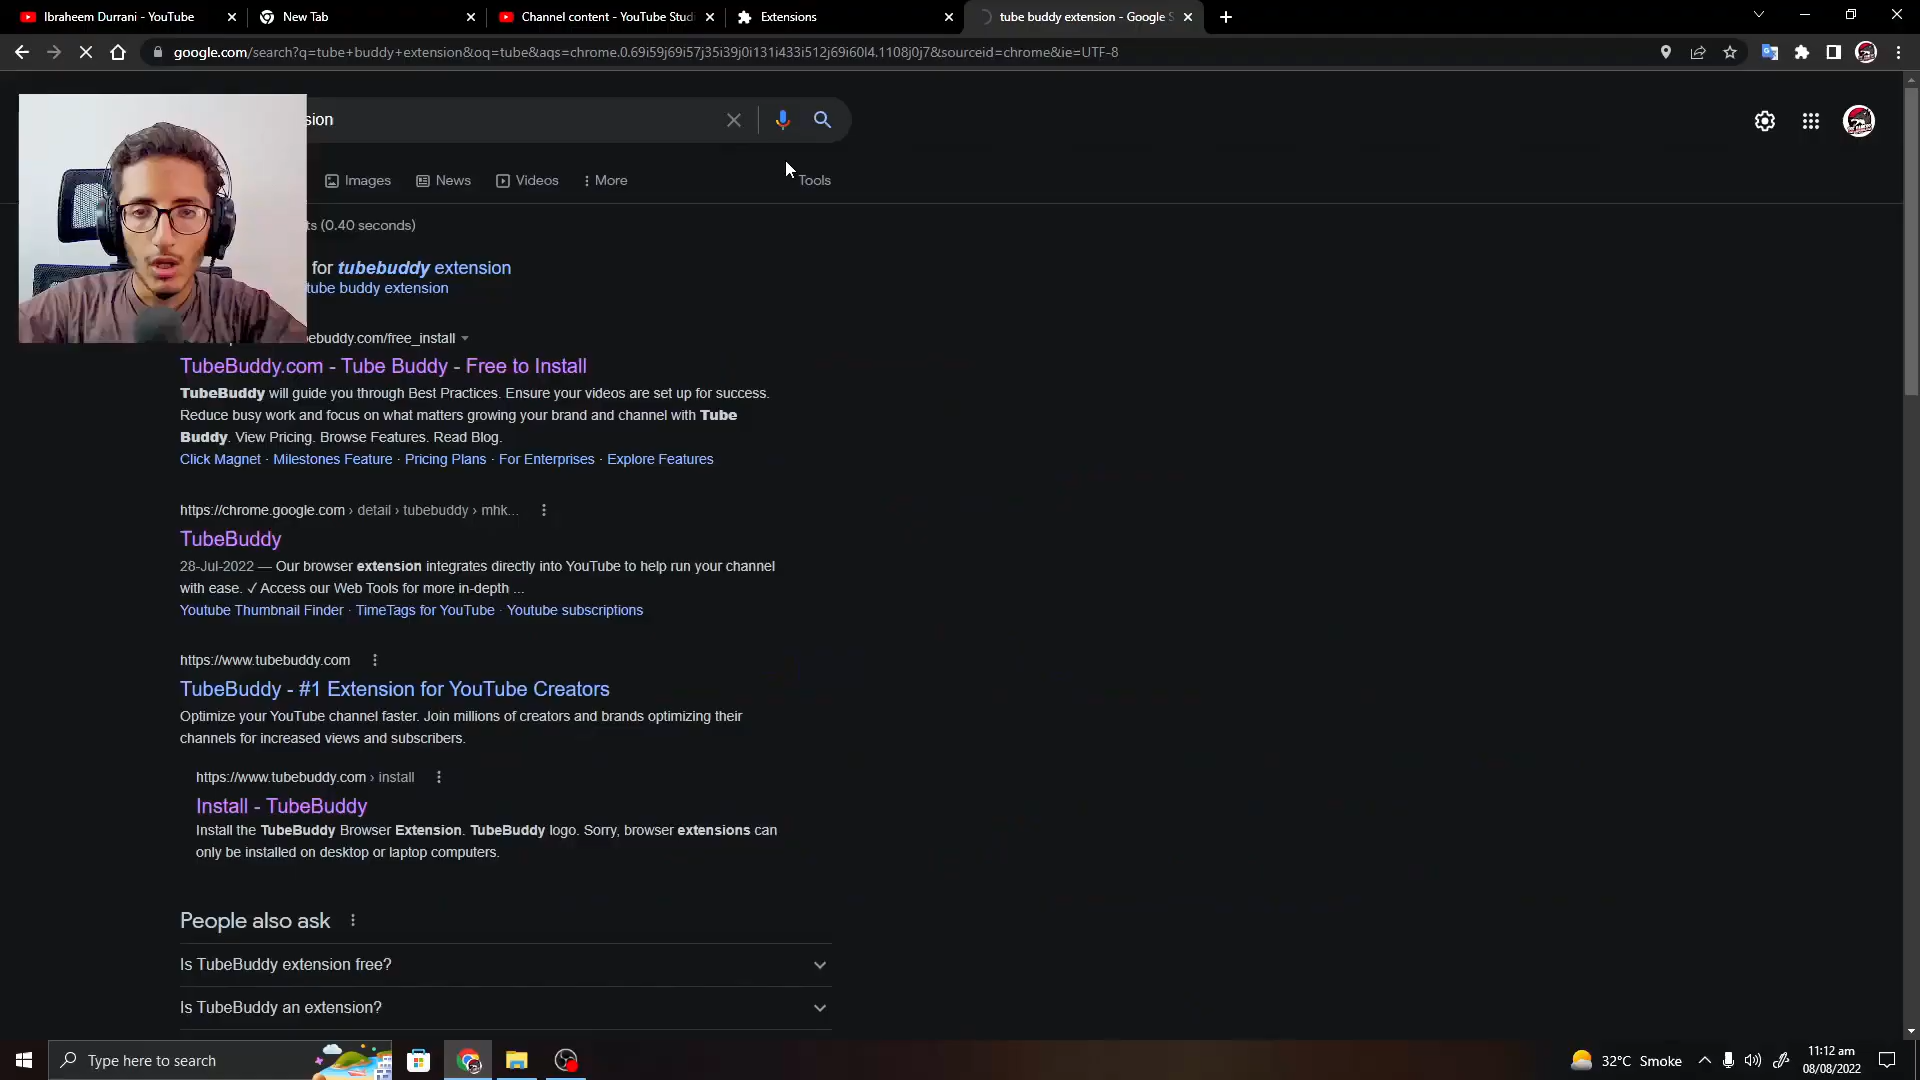 Ibraheem Durrani - YouTube
New Tab
Channel content - YouTube Studi
Extensions
tube buddy extension - Google S
google.com/search?q=tube+buddy+extension&oq=tube&aqs=chrome.0.69i59j69i57j35i39j0i131i433i512j69i60l4.1108j0j7&sourceid=chrome&ie=UTF-8
sion
Images
News
Videos
More
Tools
ts (0.40 seconds)
for tubebuddy extension
tube buddy extension
ebuddy.com/free_install
TubeBuddy.com - Tube Buddy - Free to Install
TubeBuddy will guide you through Best Practices. Ensure your videos are set up for success.
Reduce busy work and focus on what matters growing your brand and channel with Tube
Buddy. View Pricing. Browse Features. Read Blog.
Click Magnet · Milestones Feature · Pricing Plans · For Enterprises · Explore Features
https://chrome.google.com › detail › tubebuddy › mhk...
TubeBuddy
28-Jul-2022 — Our browser extension integrates directly into YouTube to help run your channel
with ease. ✓ Access our Web Tools for more in-depth ...
Youtube Thumbnail Finder · TimeTags for YouTube · Youtube subscriptions
https://www.tubebuddy.com
TubeBuddy - #1 Extension for YouTube Creators
Optimize your YouTube channel faster. Join millions of creators and brands optimizing their
channels for increased views and subscribers.
https://www.tubebuddy.com › install
Install - TubeBuddy
Install the TubeBuddy Browser Extension. TubeBuddy logo. Sorry, browser extensions can
only be installed on desktop or laptop computers.
People also ask
Is TubeBuddy extension free?
Is TubeBuddy an extension?
Type here to search
32°C Smoke
11:12 am
08/08/2022